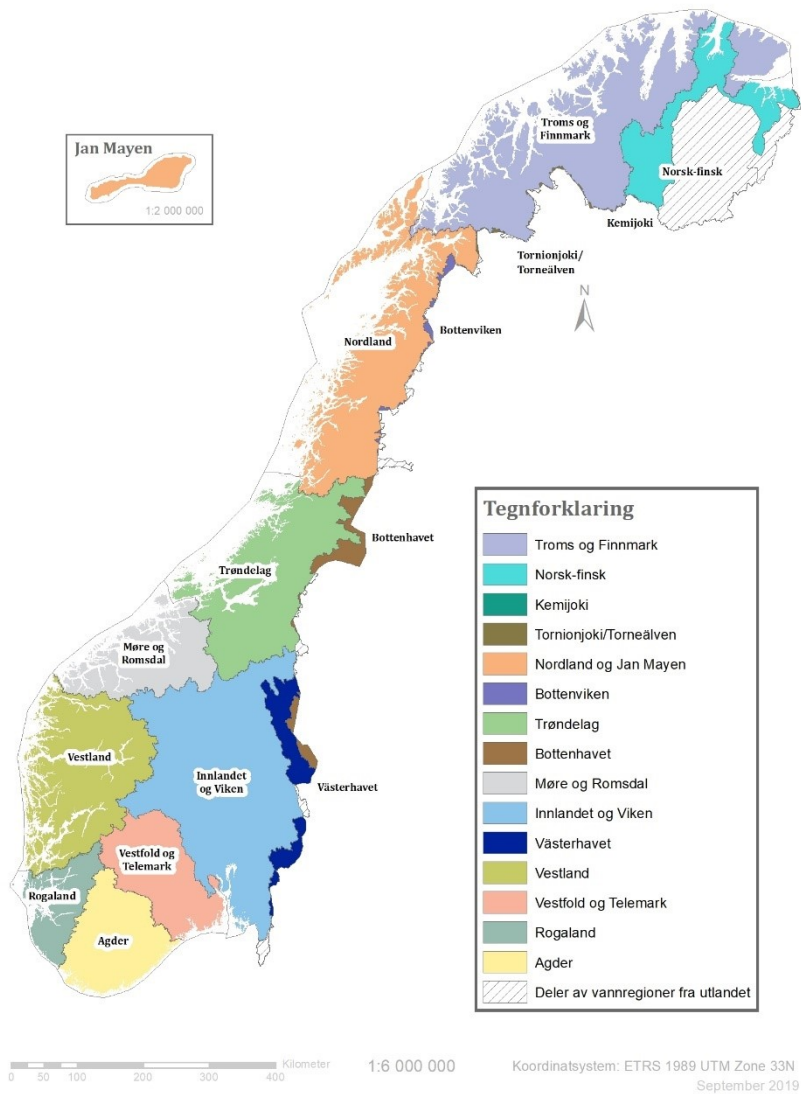 Jan Mayen
1:2 000 000
Troms og
Finnmark
Norsk-finsk
Kemijoki
Tornionjoki/
Torneälven
N
Bottenviken
Nordland
Bottenhavet
Trøndelag
Møre og
Romsdal
Vestland
Innlandet
og Viken
Västerhavet
Vestfold og
Telemark
Rogaland
Agder
Tegnforklaring
Troms og Finnmark
Norsk-finsk
Kemijoki
Tornionjoki/Torneälven
Nordland og Jan Mayen
Bottenviken
Trøndelag
Bottenhavet
Møre og Romsdal
Innlandet og Viken
Västerhavet
Vestland
Vestfold og Telemark
Rogaland
Agder
Deler av vannregioner fra utlandet
Kilometer
0 50 100 200 300 400
1:6 000 000
Koordinatsystem: ETRS 1989 UTM Zone 33N
September 2019